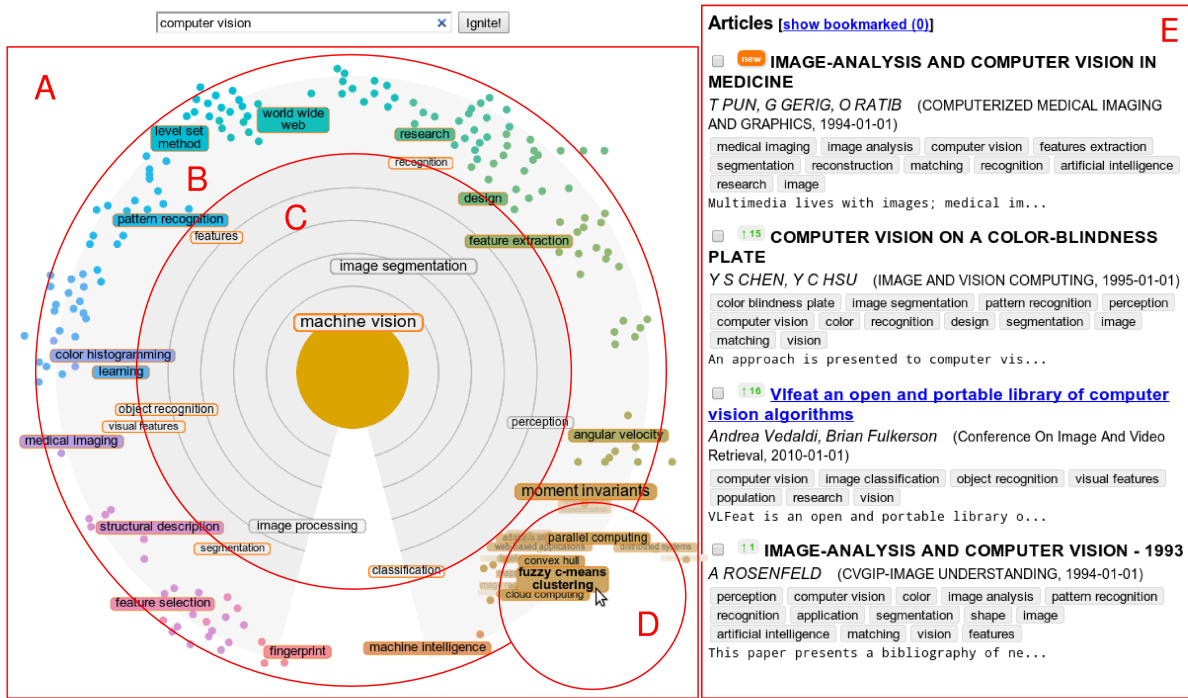 computer vision
Ignite!
A
B
C
D
E
world wide
web
level set
method
research
recognition
design
pattern recognition
features
feature extraction
image segmentation
machine vision
color histogramming
learning
object recognition
visual features
perception
medical imaging
angular velocity
moment invariants
structural description
image processing
segmentation
classification
parallel computing
web-based applications
distributed systems
convex hull
fuzzy c-means
clustering
cloud computing
feature selection
fingerprint
machine intelligence
Articles [show bookmarked (0)]
new IMAGE-ANALYSIS AND COMPUTER VISION IN
MEDICINE
T PUN, G GERIG, O RATIB (COMPUTERIZED MEDICAL IMAGING
AND GRAPHICS, 1994-01-01)
medical imaging image analysis computer vision features extraction
segmentation reconstruction matching recognition artificial intelligence
research image
Multimedia lives with images; medical im...
↑15 COMPUTER VISION ON A COLOR-BLINDNESS
PLATE
Y S CHEN, Y C HSU (IMAGE AND VISION COMPUTING, 1995-01-01)
color blindness plate image segmentation pattern recognition perception
computer vision color recognition design segmentation image
matching vision
An approach is presented to computer vis...
↑16 Vlfeat an open and portable library of computer
vision algorithms
Andrea Vedaldi, Brian Fulkerson (Conference On Image And Video
Retrieval, 2010-01-01)
computer vision image classification object recognition visual features
population research vision
VLFeat is an open and portable library o...
↑1 IMAGE-ANALYSIS AND COMPUTER VISION - 1993
A ROSENFELD (CVGIP-IMAGE UNDERSTANDING, 1994-01-01)
perception computer vision color image analysis pattern recognition
recognition application segmentation shape image
artificial intelligence matching vision features
This paper presents a bibliography of ne...